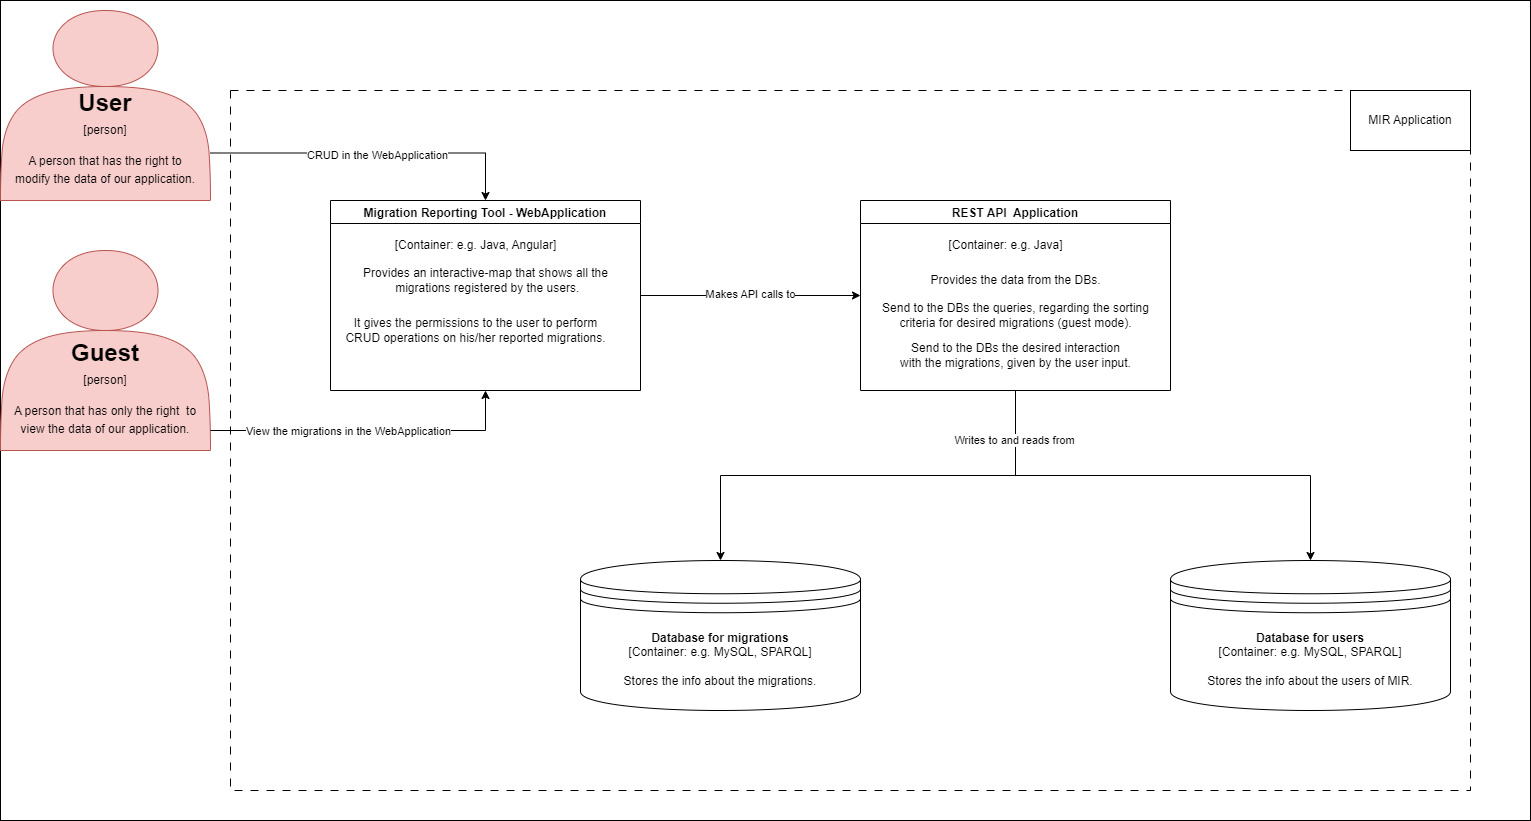 User
[person]
A person that has the right to
modify the data of our application.
MIR Application
CRUD in the WebApplication
Migration Reporting Tool - WebApplication
[Container: e.g. Java, Angular]
Provides an interactive-map that shows all the
migrations registered by the users.
It gives the permissions to the user to perform
CRUD operations on his/her reported migrations.
Makes API calls to
REST API  Application
[Container: e.g. Java]
Provides the data from the DBs.
Send to the DBs the queries, regarding the sorting
criteria for desired migrations (guest mode).
Send to the DBs the desired interaction
with the migrations, given by the user input.
Guest
[person]
A person that has only the right  to
view the data of our application.
View the migrations in the WebApplication
Writes to and reads from
Database for migrations
[Container: e.g. MySQL, SPARQL]
Stores the info about the migrations.
Database for users
[Container: e.g. MySQL, SPARQL]
Stores the info about the users of MIR.